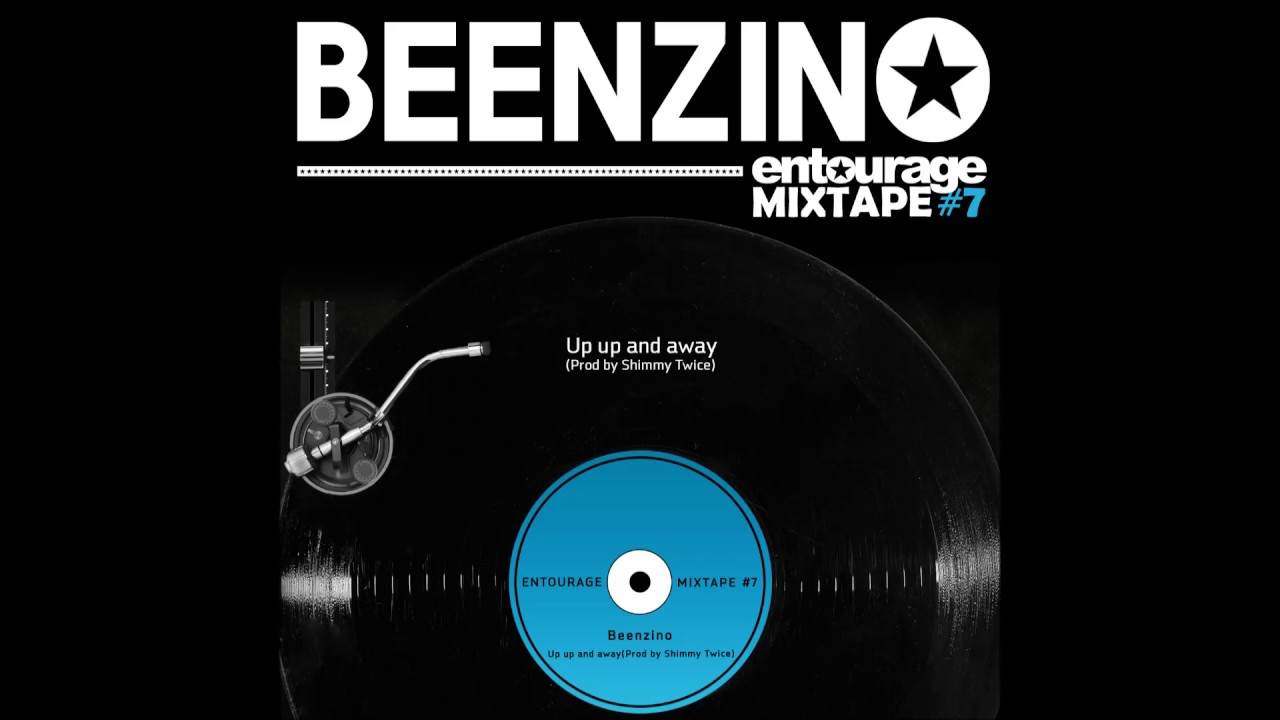 BEENZINO
entourage
MIXTAPE #7
Up up and away
(Prod by Shimmy Twice)
ENTOURAGE MIXTAPE #7
Beenzino
Up up and away(Prod by Shimmy Twice)